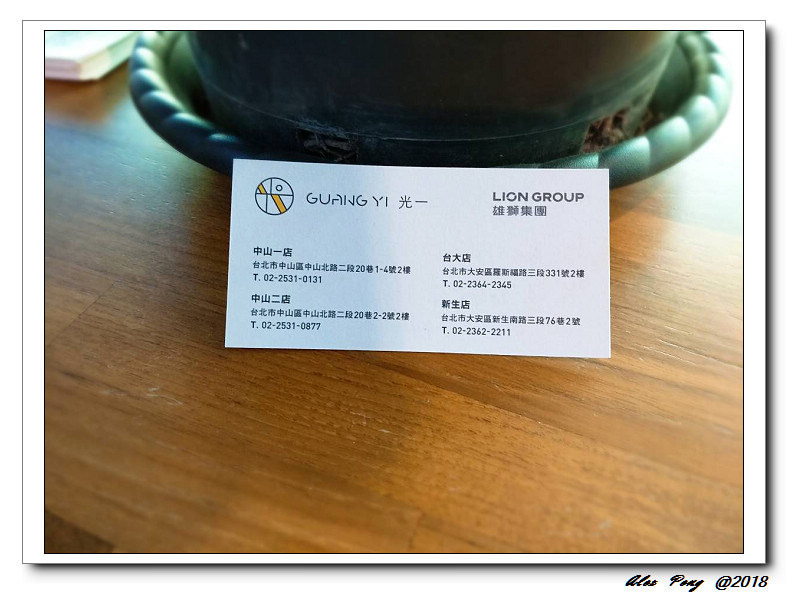 GUANG YI 光一
LION GROUP
雄獅集團
中山一店
台北市中山區中山北路二段20巷1-4號2樓
T. 02-2531-0131
中山二店
台北市中山區中山北路二段20巷2-2號2樓
T. 02-2531-0877
台大店
台北市大安區羅斯福路三段331號2樓
T. 02-2364-2345
新生店
台北市大安區新生南路三段76巷2號
T. 02-2362-2211
Alex Pong @2018